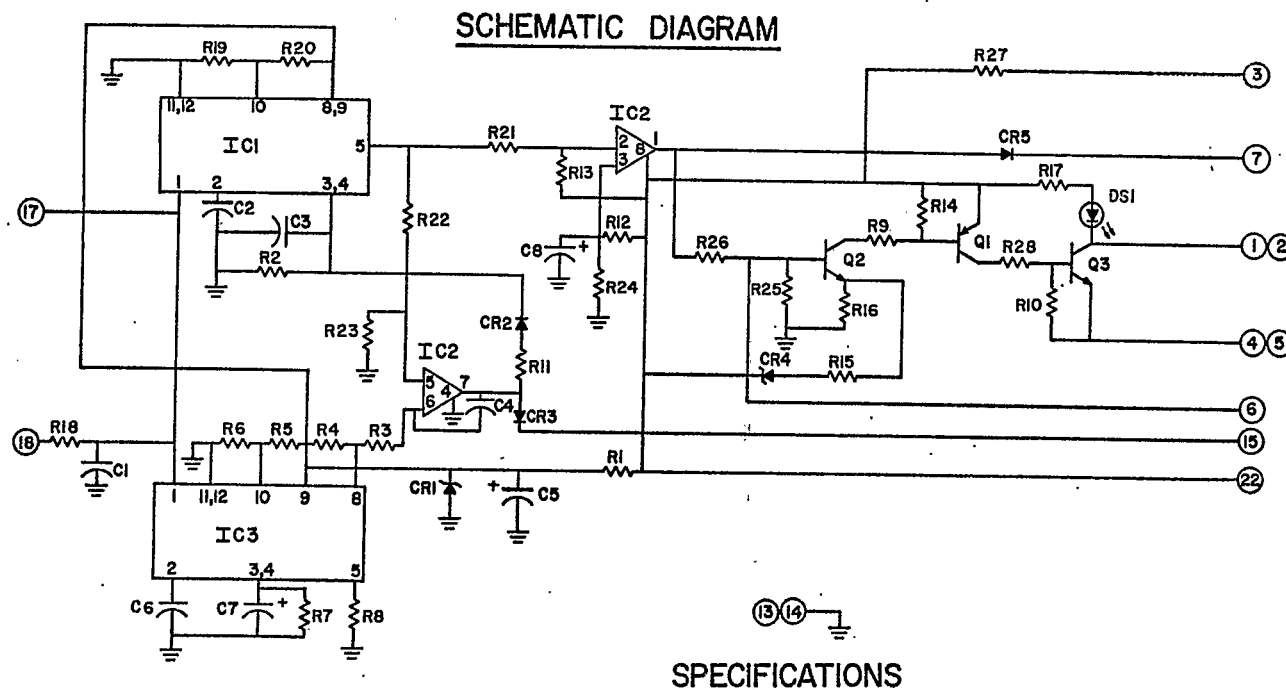 SCHEMATIC DIAGRAM
R19 R20
R27
3
11,12 10 8,9
IC1
5
IC2
R21
2
3
8
1
R13
CR5
7
1 2 3,4
17
C2
C3
R22
R2
R12
C8 +
R24
R17
DS1
R14
Q1
R9
R26
Q2
R28
Q3
1 2
R25
R16
R10
R23
CR2
R11
IC2
5
6
4
7
C4
CR3
CR4
R15
4 5
6
15
18
R18
C1
R6 R5 R4 R3
R1
22
CR1
+ C5
1 11,12 10 9 8
IC3
2 3,4 5
C6
C7 +
R7
R8
13 14
SPECIFICATIONS